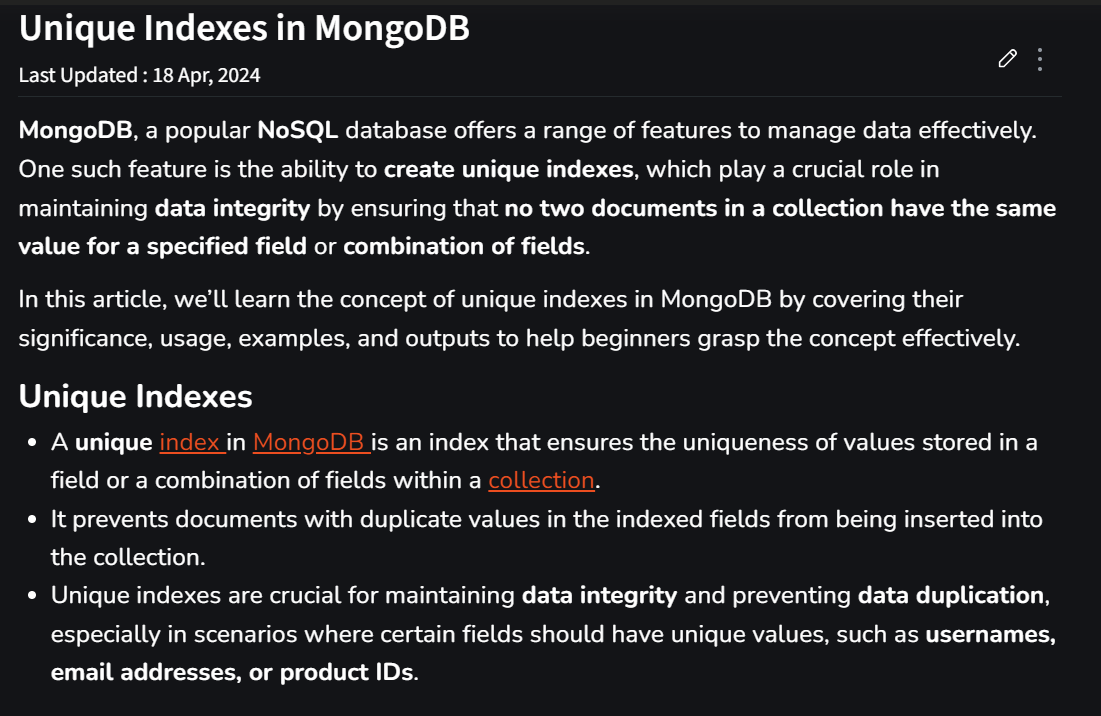 Unique Indexes in MongoDB
Last Updated : 18 Apr, 2024
MongoDB, a popular NoSQL database offers a range of features to manage data effectively.
One such feature is the ability to create unique indexes, which play a crucial role in
maintaining data integrity by ensuring that no two documents in a collection have the same
value for a specified field or combination of fields.
In this article, we’ll learn the concept of unique indexes in MongoDB by covering their
significance, usage, examples, and outputs to help beginners grasp the concept effectively.
Unique Indexes
• A unique index in MongoDB is an index that ensures the uniqueness of values stored in a
field or a combination of fields within a collection.
• It prevents documents with duplicate values in the indexed fields from being inserted into
the collection.
• Unique indexes are crucial for maintaining data integrity and preventing data duplication,
especially in scenarios where certain fields should have unique values, such as usernames,
email addresses, or product IDs.